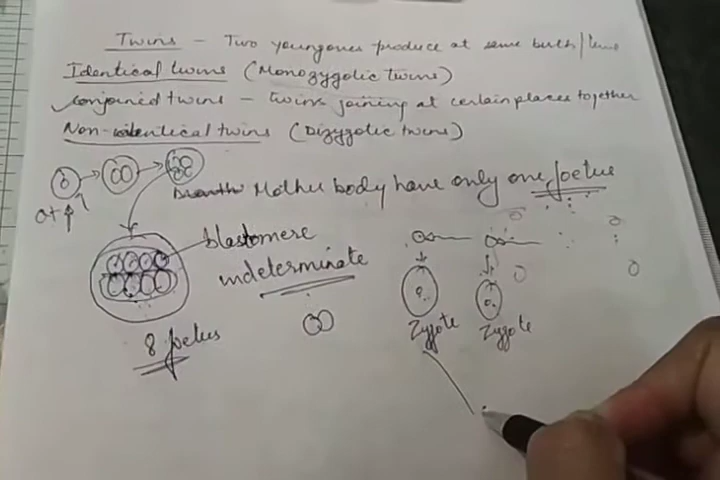 Twins - Two youngones produce at same birth/time
Identical twins (Monozygotic twins)
Conjoined twins - twins joining at certain places together
Non-identical twins (Dizygotic twins)
Mother body have only one foetus
blastomere
indeterminate
8 foetus
Zygote Zygote